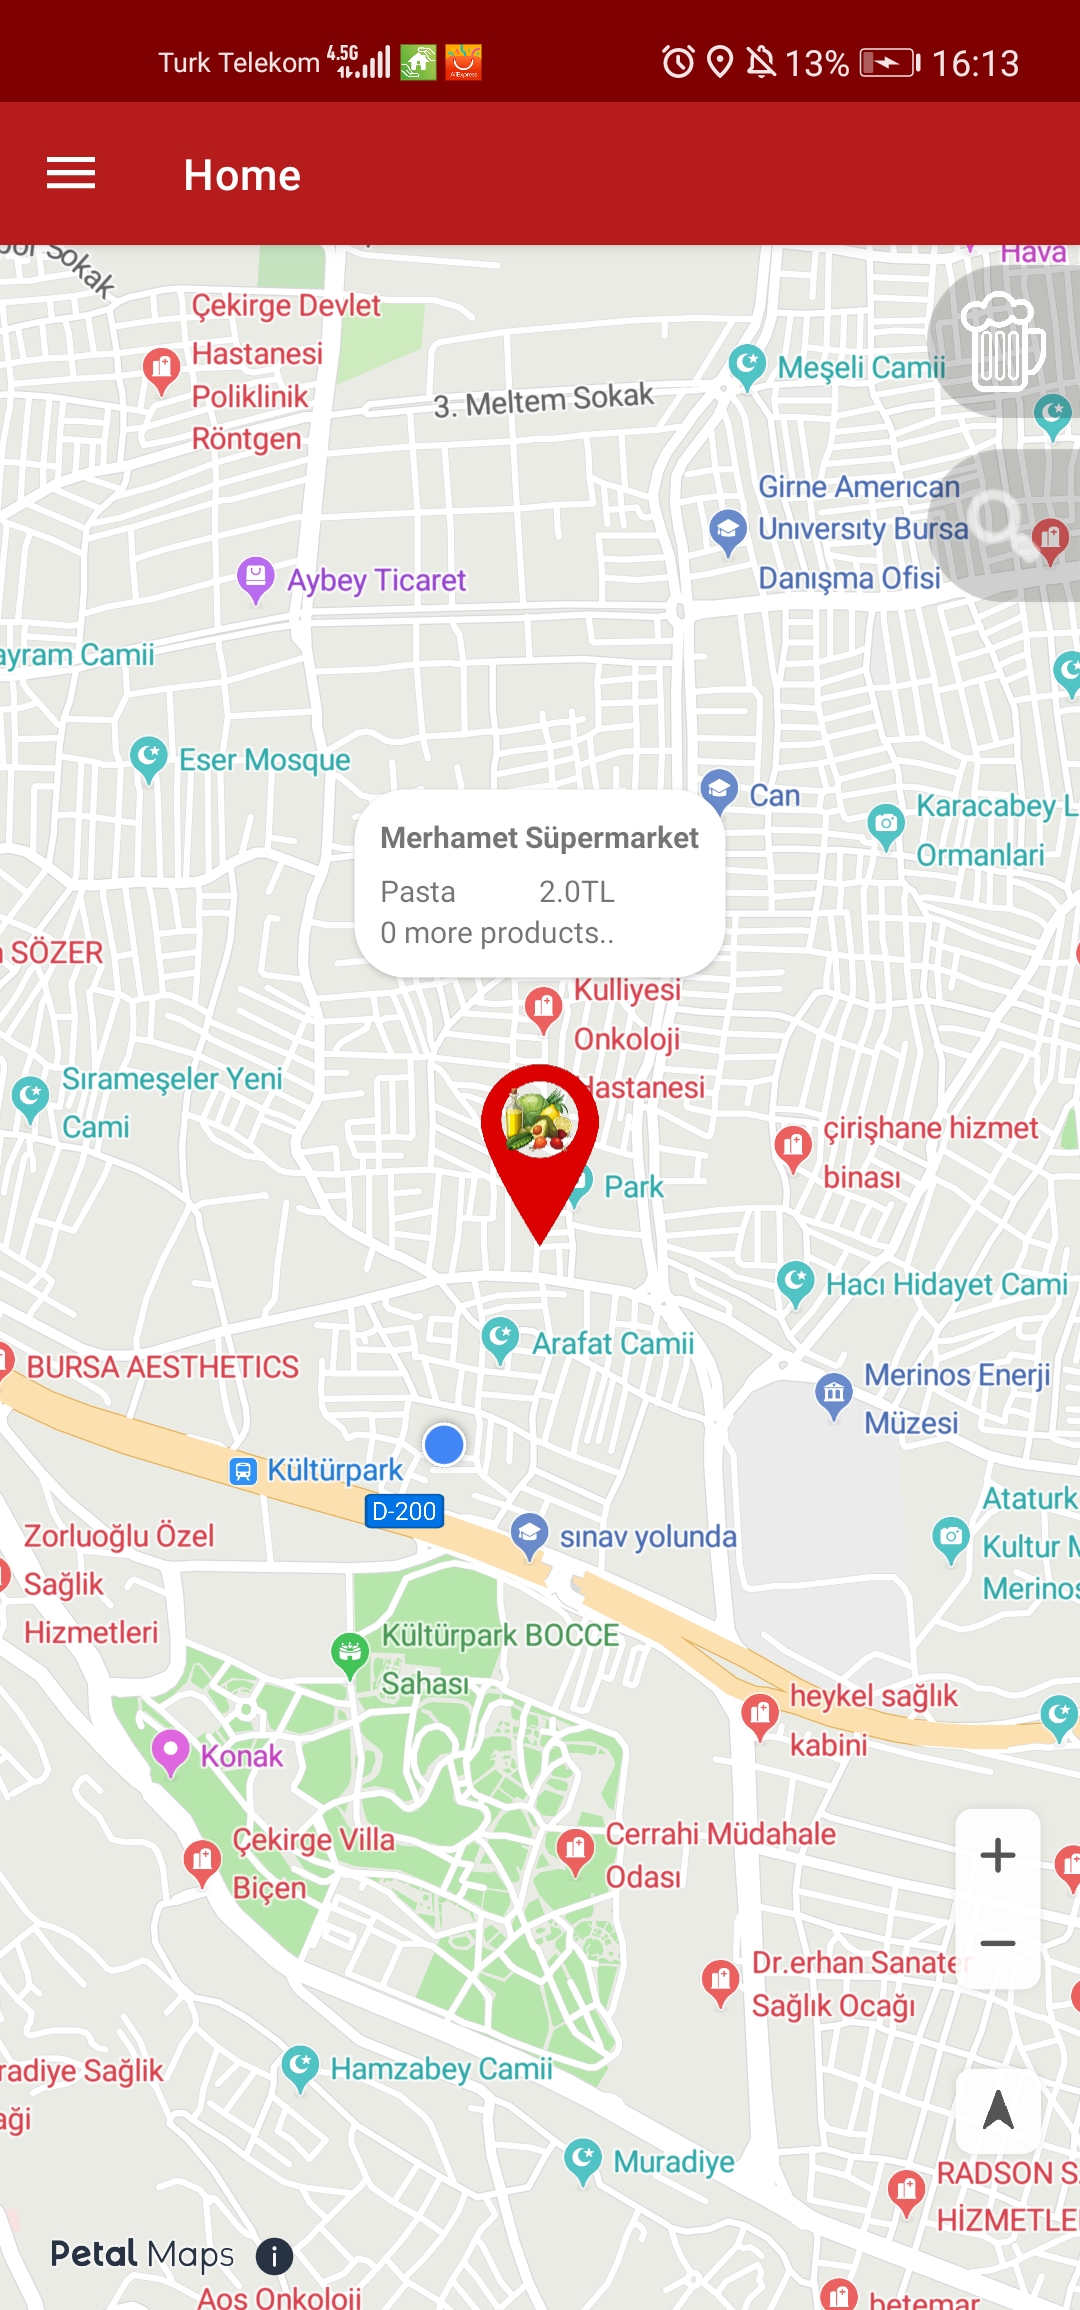 Turk Telekom 4.5G
13% 16:13
Home
Sokak
Hava
Çekirge Devlet
Hastanesi
Poliklinik
Röntgen
3. Meltem Sokak
Meşeli Camii
Girne Amerıcan
Unıversıty Bursa
Danışma Ofisi
Aybey Ticaret
ayram Camii
Eser Mosque
Can
Karacabey L
Ormanlari
Merhamet Süpermarket
Pasta 2.0TL
0 more products..
SÖZER
Kulliyesi
Onkoloji
Hastanesi
Sırameşeler Yeni
Cami
çirişhane hizmet
binası
Park
Hacı Hidayet Cami
Arafat Camii
BURSA AESTHETICS
Merinos Enerji
Müzesi
Kültürpark
D-200
Ataturk
Kultur M
Merinos
sınav yolunda
Zorluoğlu Özel
Sağlik
Hizmetleri
Kültürpark BOCCE
Sahası
heykel sağlık
kabini
Konak
Çekirge Villa
Biçen
Cerrahi Müdahale
Odası
Dr.erhan Sanater
Sağlık Ocağı
radiye Sağlik
aği
Hamzabey Camii
Muradiye
RADSON S
HİZMETLE
Petal Maps
Aos Onkoloji
betemar